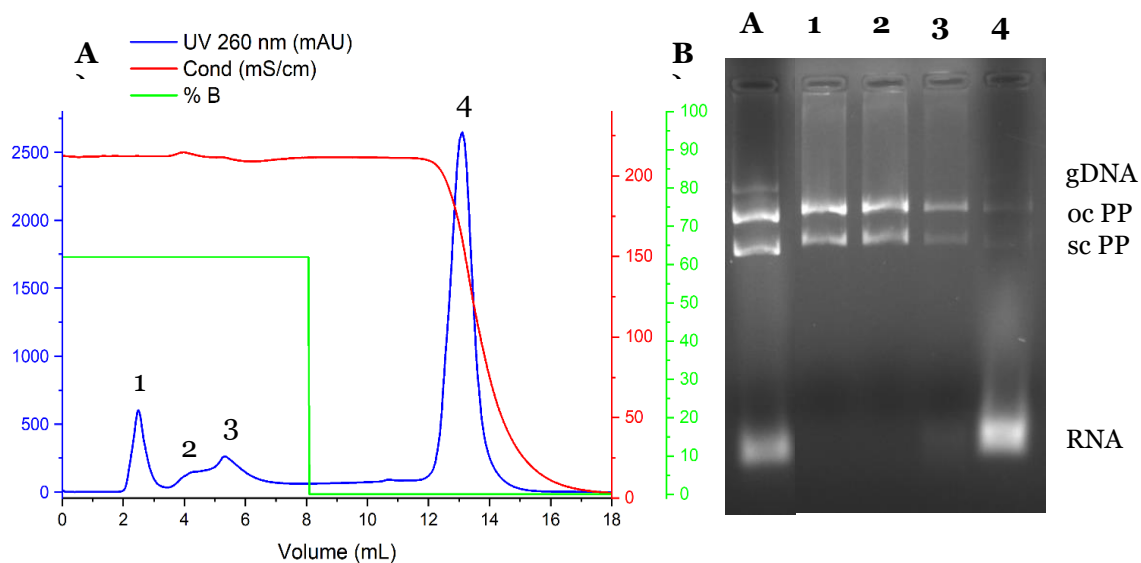 A
)
UV 260 nm (mAU)
Cond (mS/cm)
% B
4
1
2
3
2500
2000
1500
1000
500
0
200
150
100
50
0
100
90
80
70
60
50
40
30
20
10
0
0 2 4 6 8 10 12 14 16 18
Volume (mL)
B
)
A 1 2 3 4
gDNA
oc PP
sc PP
RNA